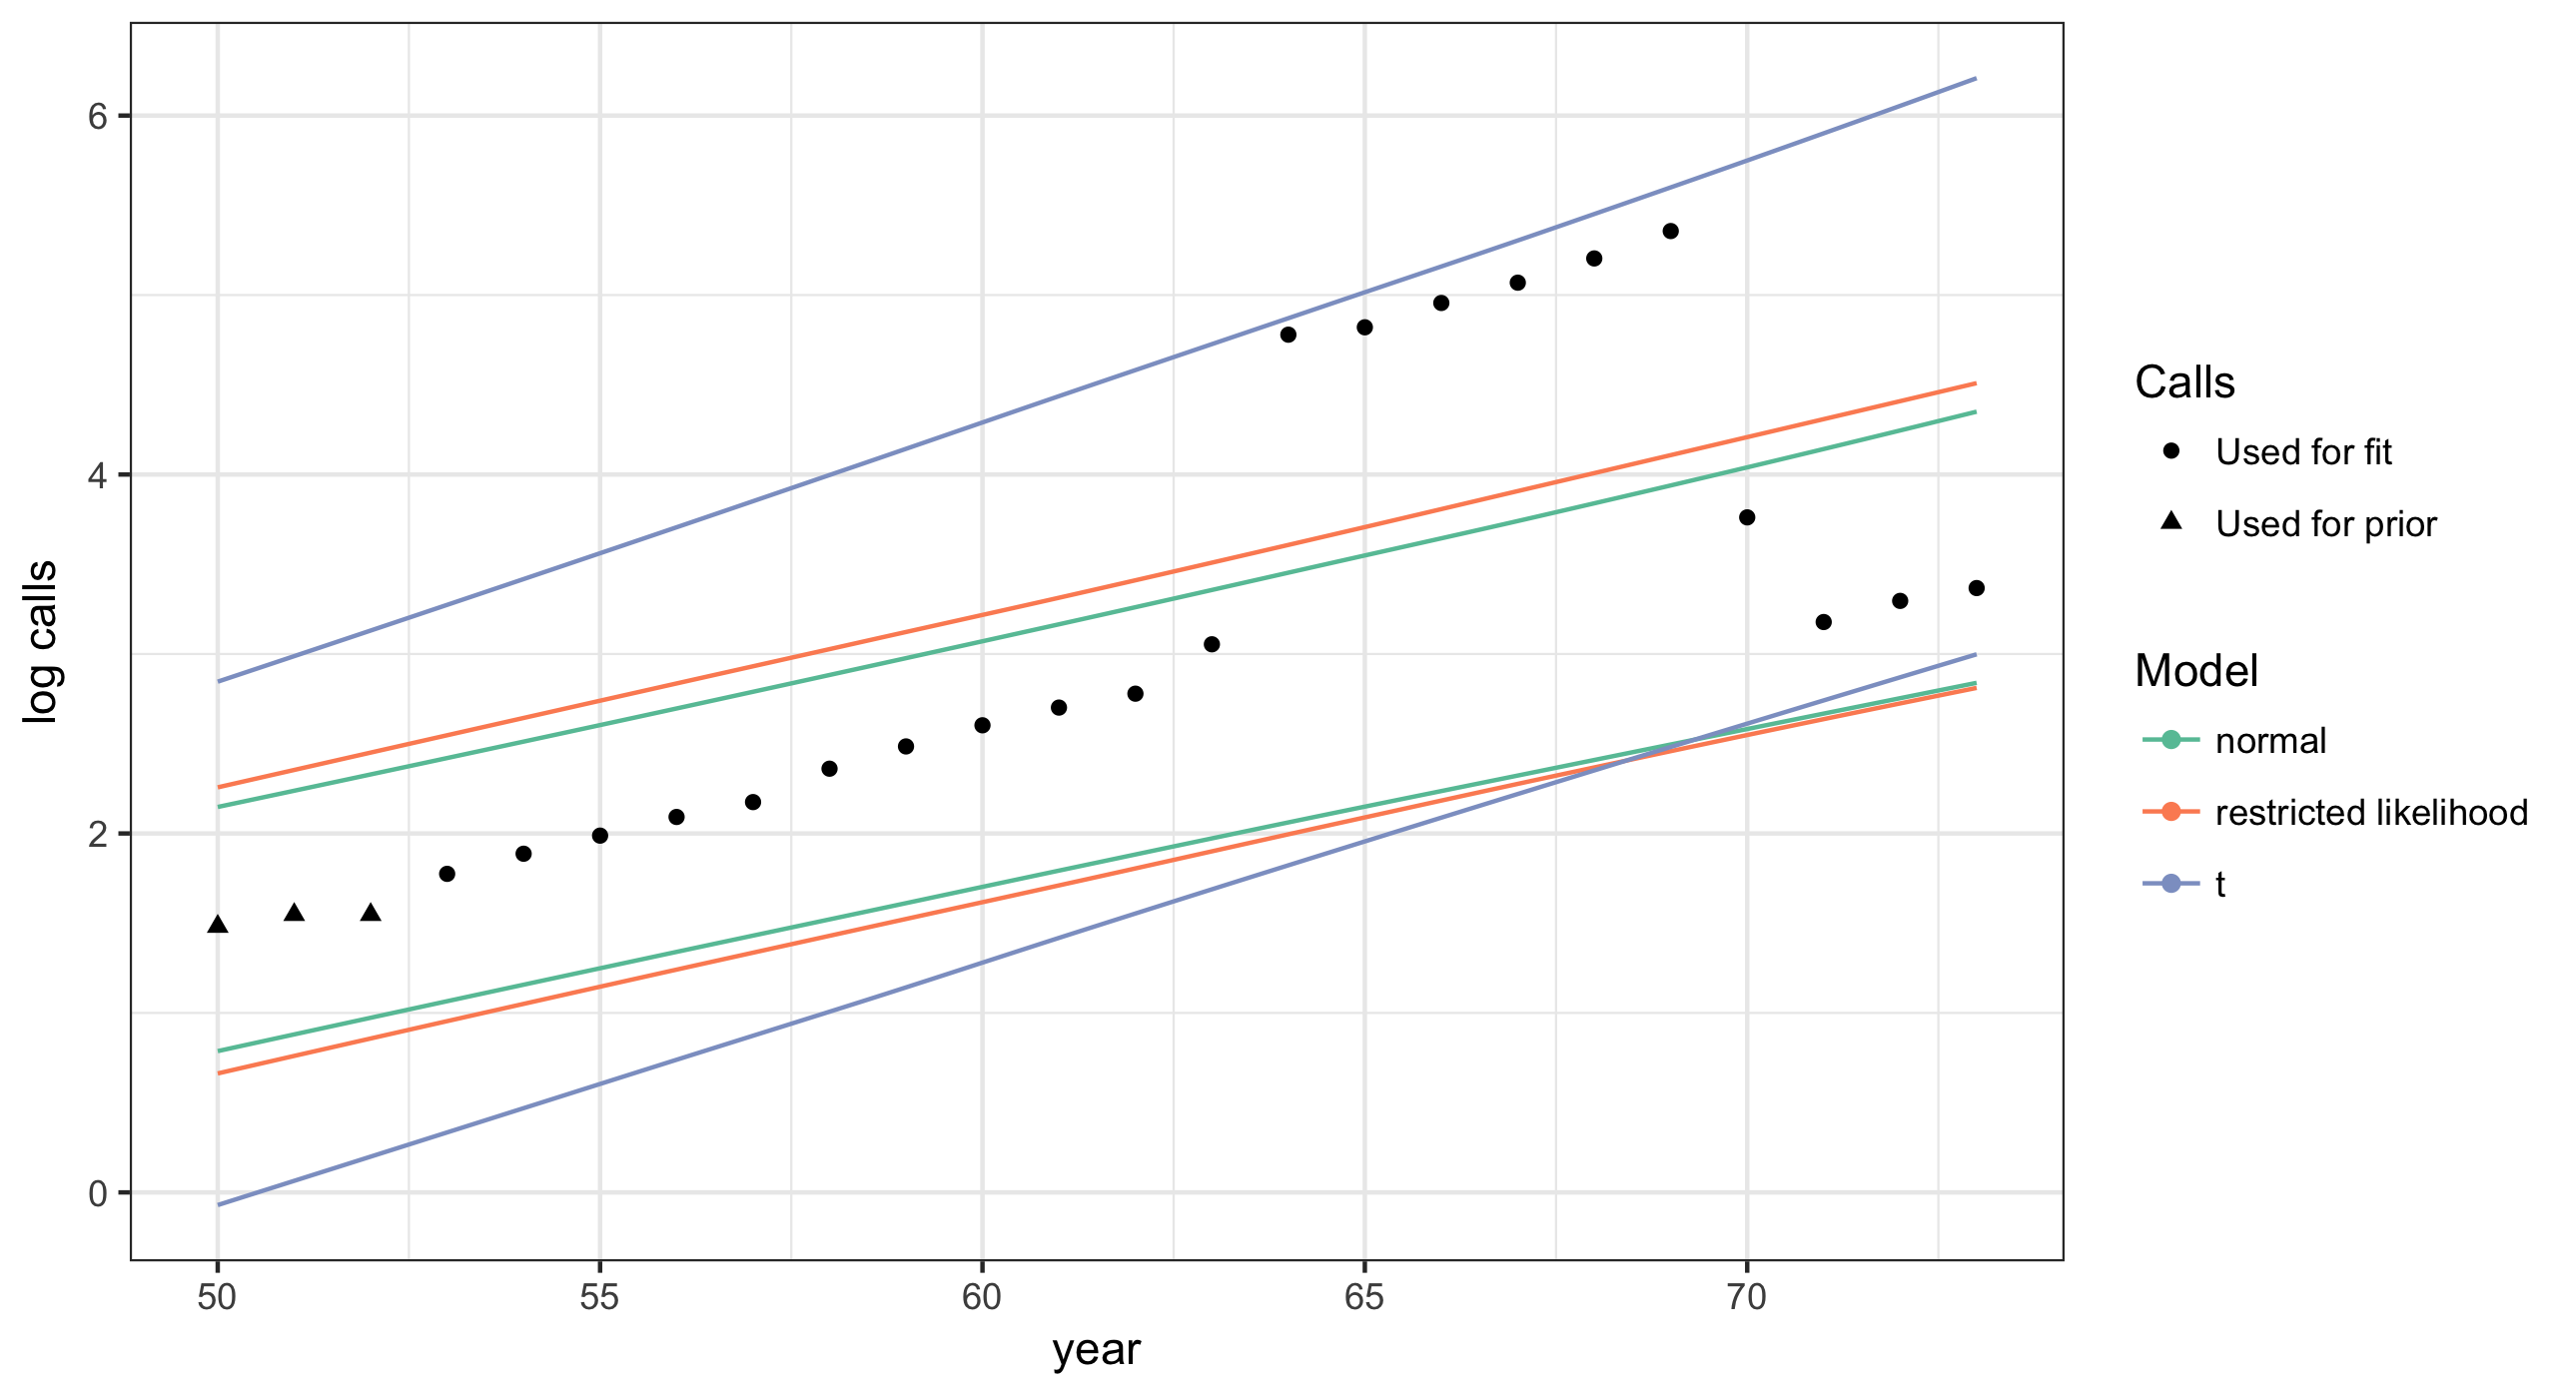 6
4
2
0
log calls
50 55 60 65 70
year
Calls
Used for fit
Used for prior
Model
normal
restricted likelihood
t